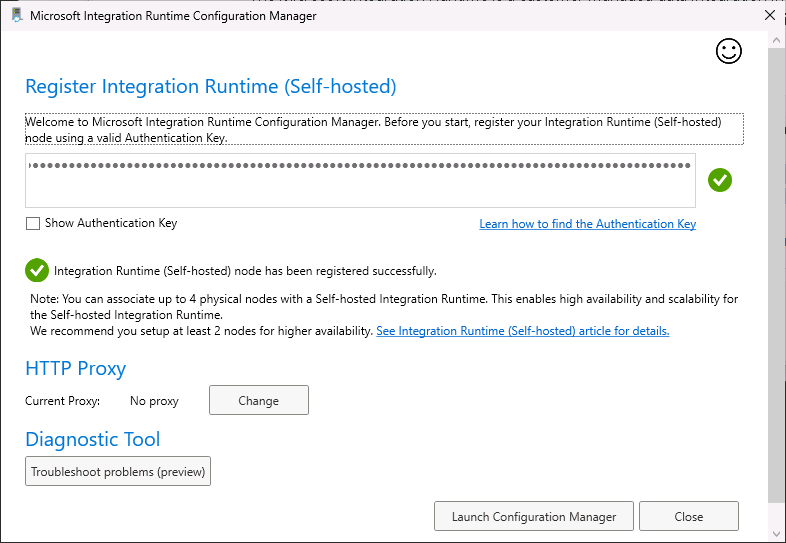 Microsoft Integration Runtime Configuration Manager
Register Integration Runtime (Self-hosted)
Welcome to Microsoft Integration Runtime Configuration Manager. Before you start, register your Integration Runtime (Self-hosted)
node using a valid Authentication Key.
Show Authentication Key
Learn how to find the Authentication Key
Integration Runtime (Self-hosted) node has been registered successfully.
Note: You can associate up to 4 physical nodes with a Self-hosted Integration Runtime. This enables high availability and scalability for
the Self-hosted Integration Runtime.
We recommend you setup at least 2 nodes for higher availability. See Integration Runtime (Self-hosted) article for details.
HTTP Proxy
Current Proxy: No proxy Change
Diagnostic Tool
Troubleshoot problems (preview)
Launch Configuration Manager Close